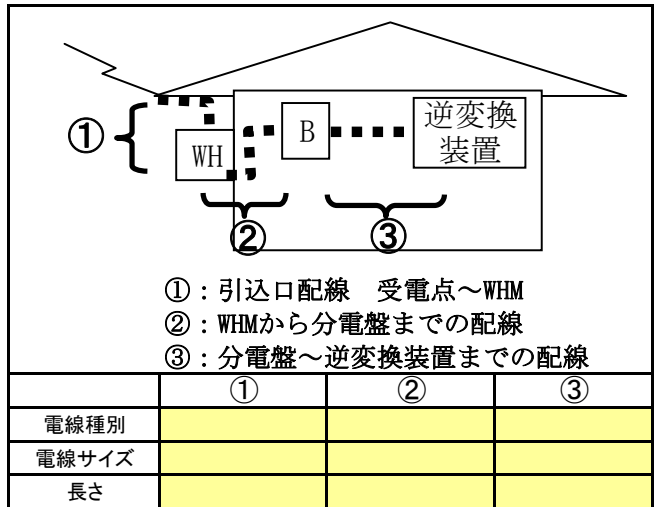 ①
WH
B
逆変換
装置
②
③
①：引込口配線　受電点～WHM
②：WHMから分電盤までの配線
③：分電盤～逆変換装置までの配線
① ② ③
電線種別
電線サイズ
長さ